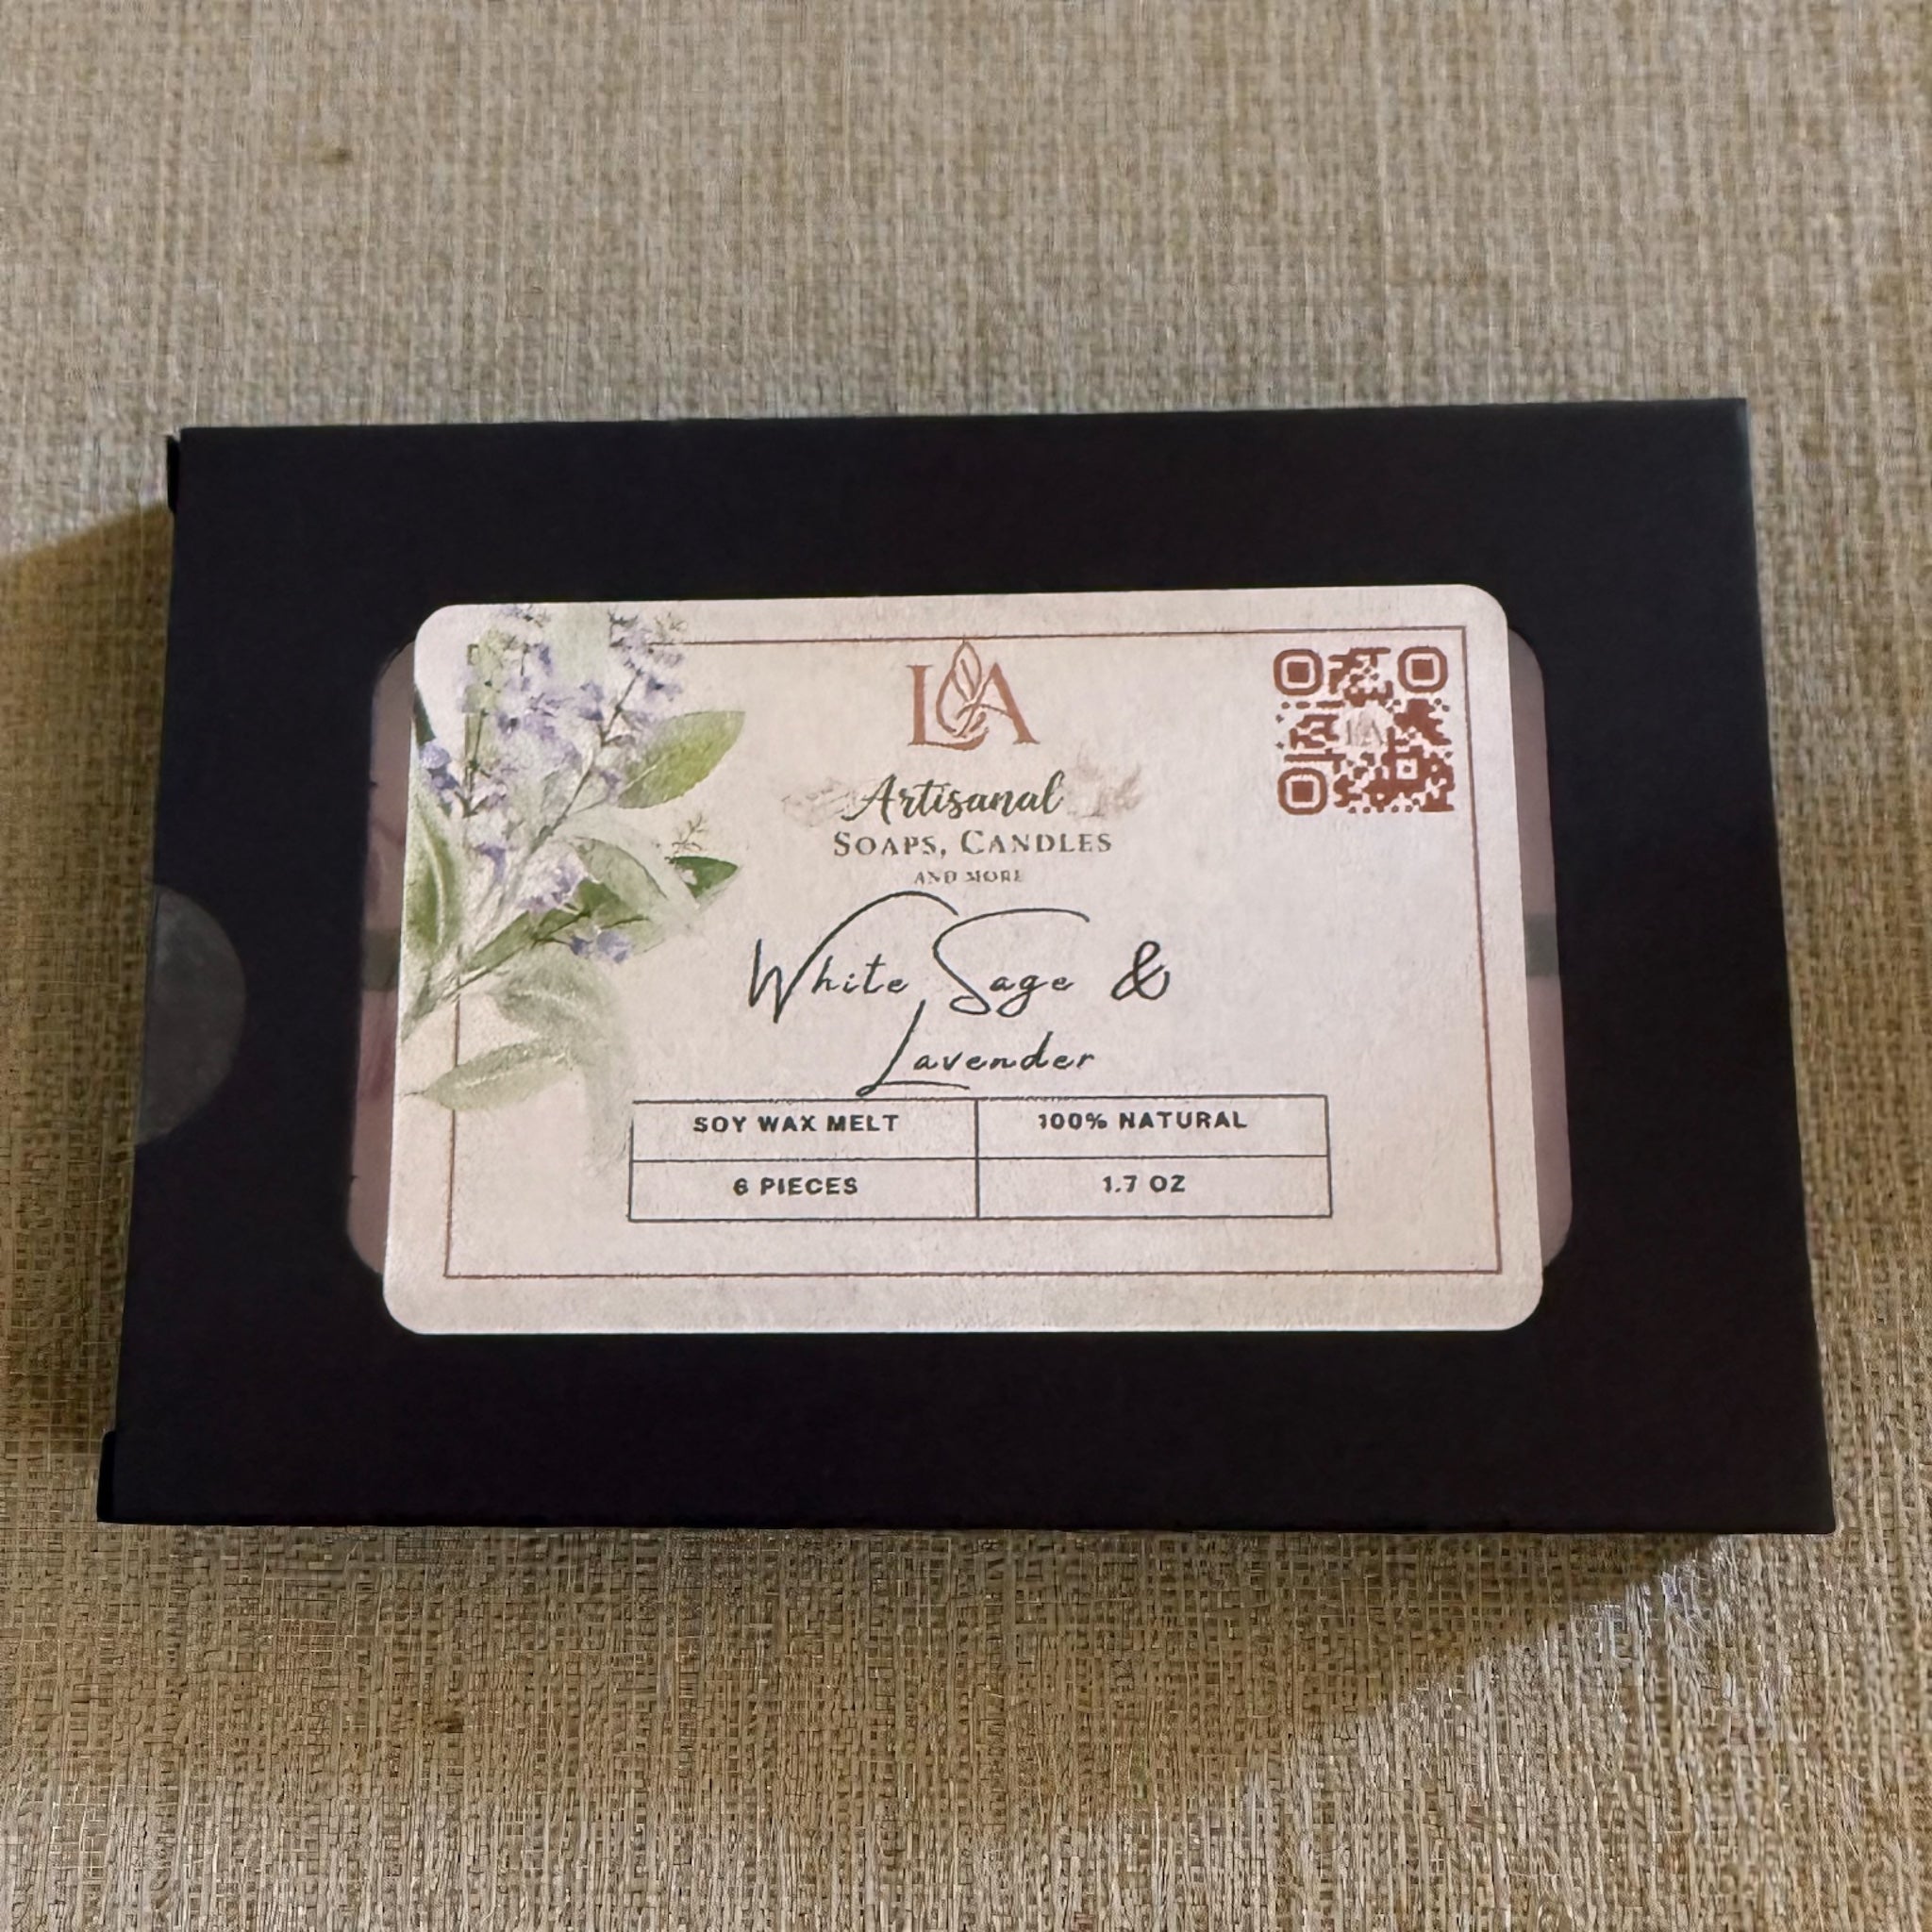 LA
Artisanal
SOAPS, CANDLES
AND MORE
White Sage &
Lavender
SOY WAX MELT 100% NATURAL
6 PIECES 1.7 OZ